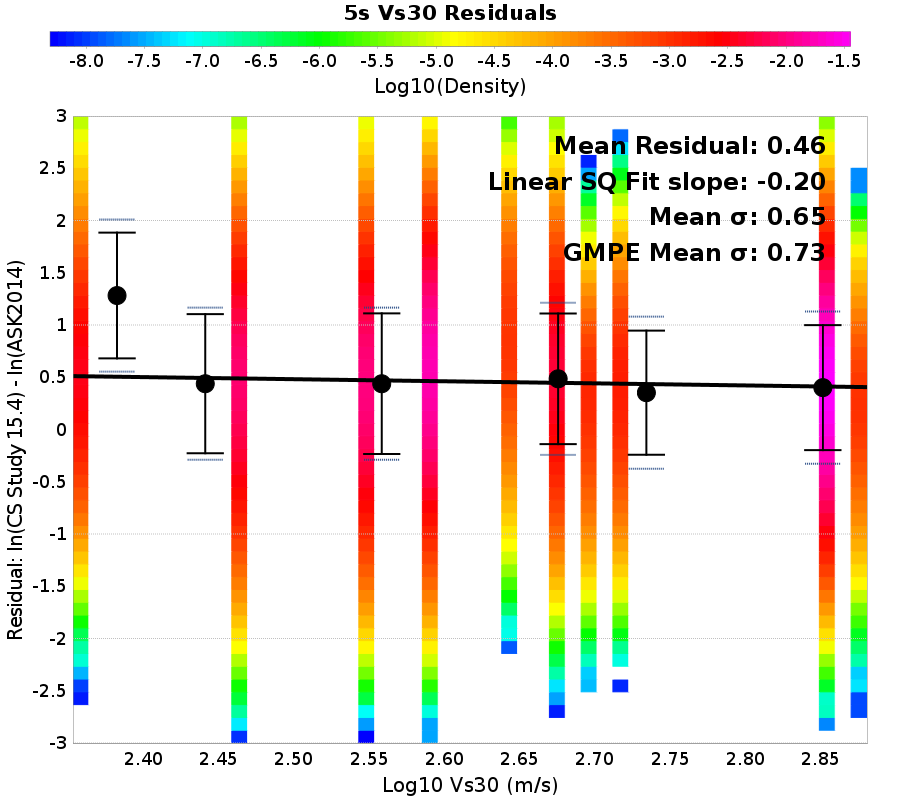 5s Vs30 Residuals
-8.0 -7.5 -7.0 -6.5 -6.0 -5.5 -5.0 -4.5 -4.0 -3.5 -3.0 -2.5 -2.0 -1.5
Log10(Density)
Mean Residual: 0.46
Linear SQ Fit slope: -0.20
Mean σ: 0.65
GMPE Mean σ: 0.73
Residual: ln(CS Study 15.4) - ln(ASK2014)
3
2.5
2
1.5
1
0.5
0
-0.5
-1
-1.5
-2
-2.5
-3
2.40 2.45 2.50 2.55 2.60 2.65 2.70 2.75 2.80 2.85
Log10 Vs30 (m/s)